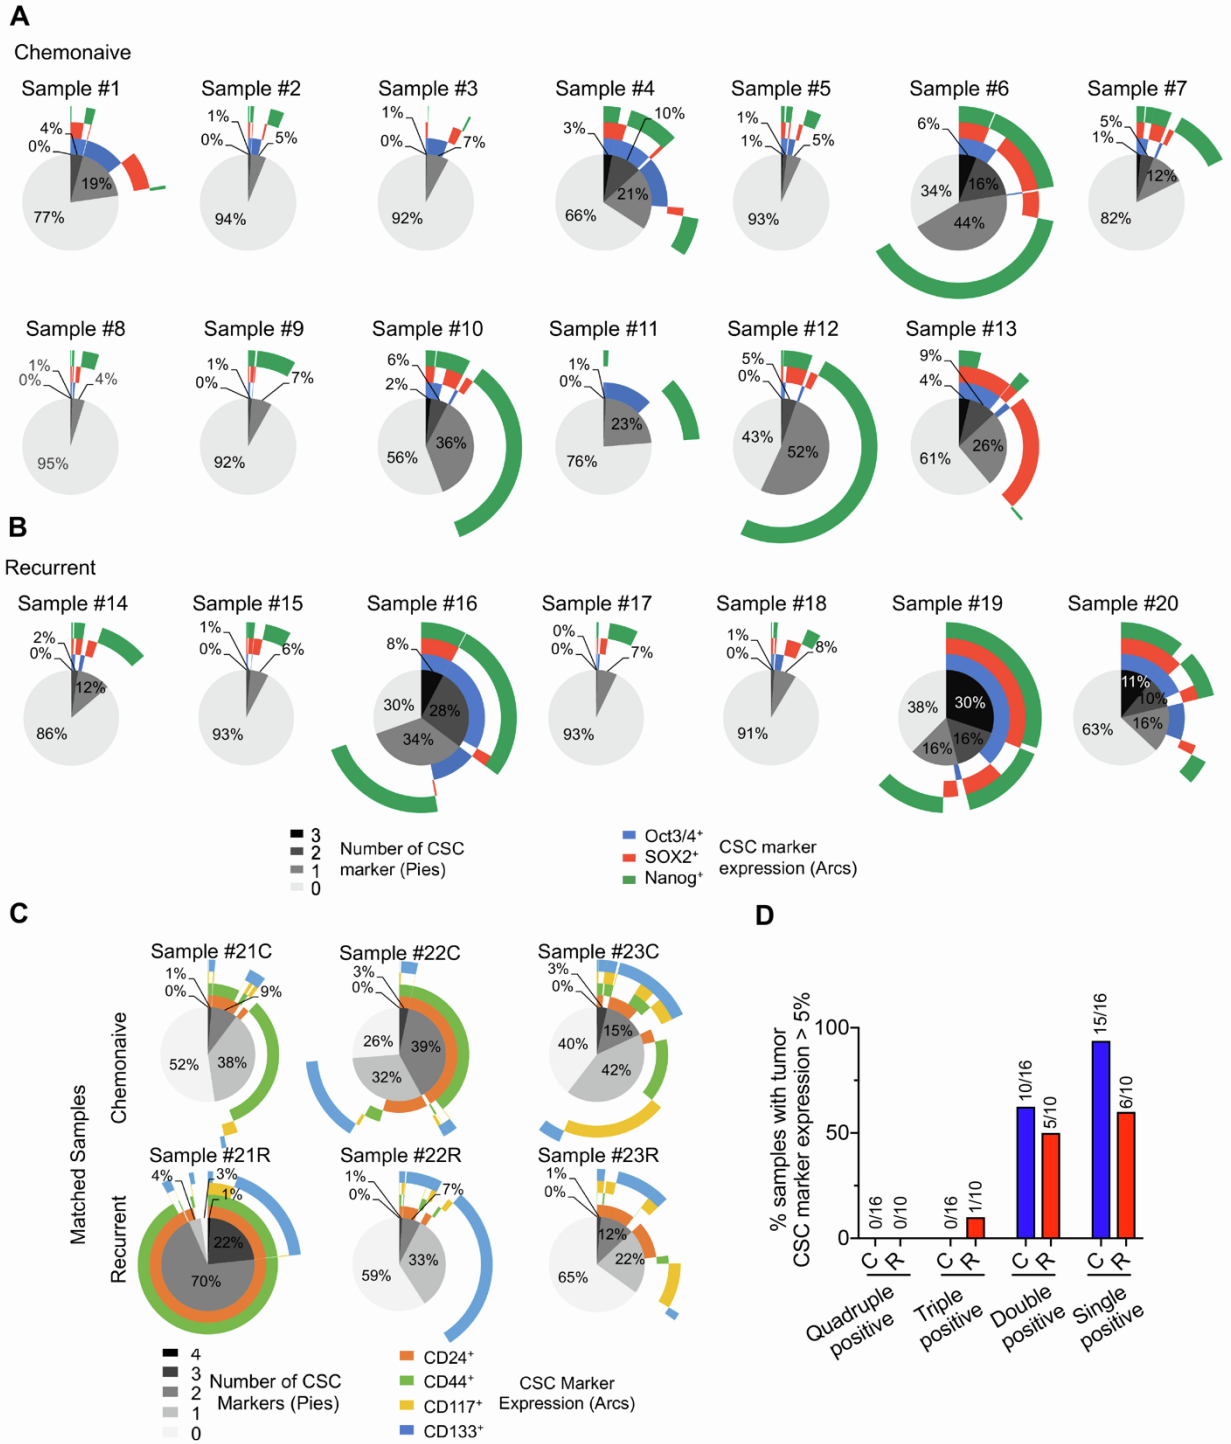 A
Chemonaive
Sample #1
Sample #2
Sample #3
Sample #4
Sample #5
Sample #6
Sample #7
4%
0%
19%
77%
1%
0%
5%
94%
1%
0%
7%
92%
3%
10%
21%
66%
1%
1%
5%
93%
6%
16%
34%
44%
5%
1%
12%
82%
Sample #8
Sample #9
Sample #10
Sample #11
Sample #12
Sample #13
1%
0%
4%
95%
1%
0%
7%
92%
6%
2%
36%
56%
1%
0%
23%
76%
5%
0%
43%
52%
9%
4%
26%
61%
B
Recurrent
Sample #14
Sample #15
Sample #16
Sample #17
Sample #18
Sample #19
Sample #20
2%
0%
12%
86%
1%
0%
6%
93%
8%
30%
28%
34%
0%
0%
7%
93%
1%
0%
8%
91%
38%
30%
16%
16%
11%
10%
16%
63%
3
2
1
0
Number of CSC
marker (Pies)
Oct3/4+
SOX2+
Nanog+
CSC marker
expression (Arcs)
C
Matched Samples
Chemonaive
Sample #21C
Sample #22C
Sample #23C
1%
0%
9%
52%
38%
3%
0%
26%
39%
32%
3%
0%
15%
40%
42%
Recurrent
Sample #21R
Sample #22R
Sample #23R
4%
3%
1%
22%
70%
1%
0%
7%
33%
59%
1%
0%
12%
22%
65%
4
3
2
1
0
Number of CSC
Markers (Pies)
CD24+
CD44+
CD117+
CD133+
CSC Marker
Expression (Arcs)
D
% samples with tumor
CSC marker expression > 5%
100
50
0
0/16
0/10
0/16
1/10
10/16
5/10
15/16
6/10
C
R
C
R
C
R
C
R
Quadruple
positive
Triple
positive
Double
positive
Single
positive